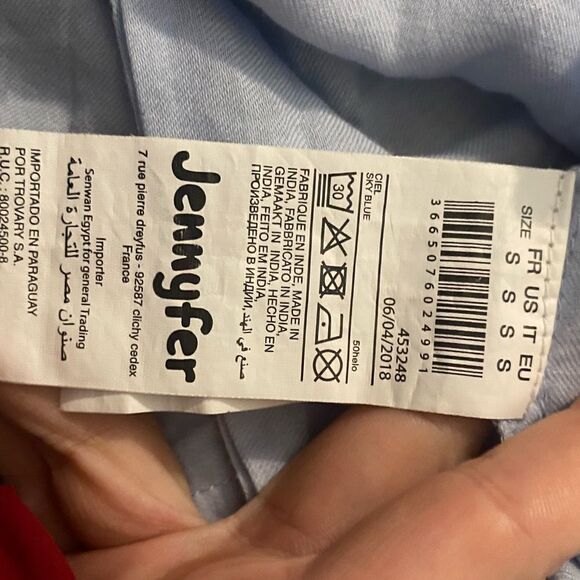 SIZE FR US IT EU
S S S S
3665076024991
453248
06/04/2018
CIEL
SKY BLUE
50helo
30
FABRIQUE EN INDE, MADE IN
INDIA, FABBRICATO IN INDIA,
GEMAAKT IN INDIA, HECHO EN
INDIA, FEITO EM INDIA,
ПРОИЗВЕДЕНО В ИНДИИ صنع في الهند
Jennyfer
7 rue pierre dreyfus - 92587 clichy cedex
France
Importer
Senwan Egypt for general Trading
صنوان مصر للتجارة العامة
IMPORTADO EN PARAGUAY
POR TROVARY S.A.
R.U.C.: 80024500-8